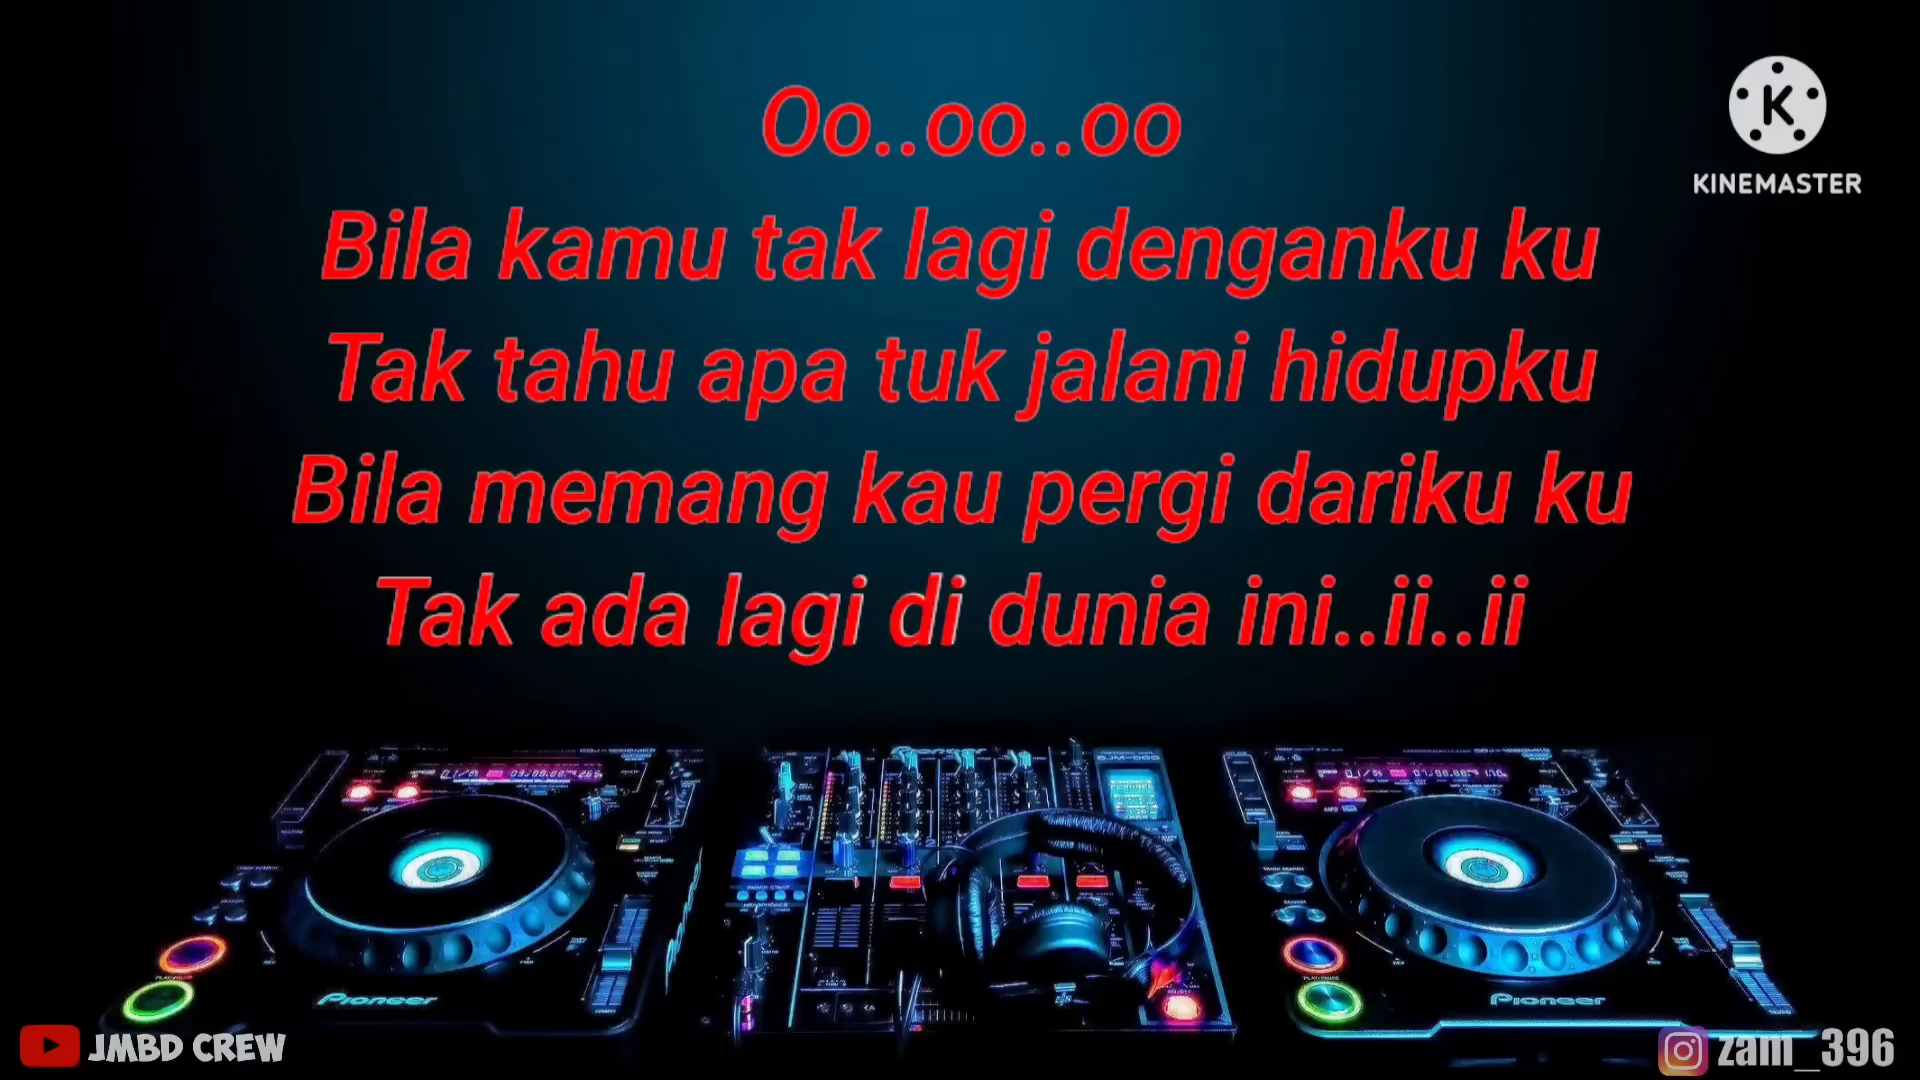 Oo..oo..oo
Bila kamu tak lagi denganku ku
Tak tahu apa tuk jalani hidupku
Bila memang kau pergi dariku ku
Tak ada lagi di dunia ini..ii..ii
K
KINEMASTER
Pioneer
Pioneer
Pioneer
JMBD CREW
zam_396